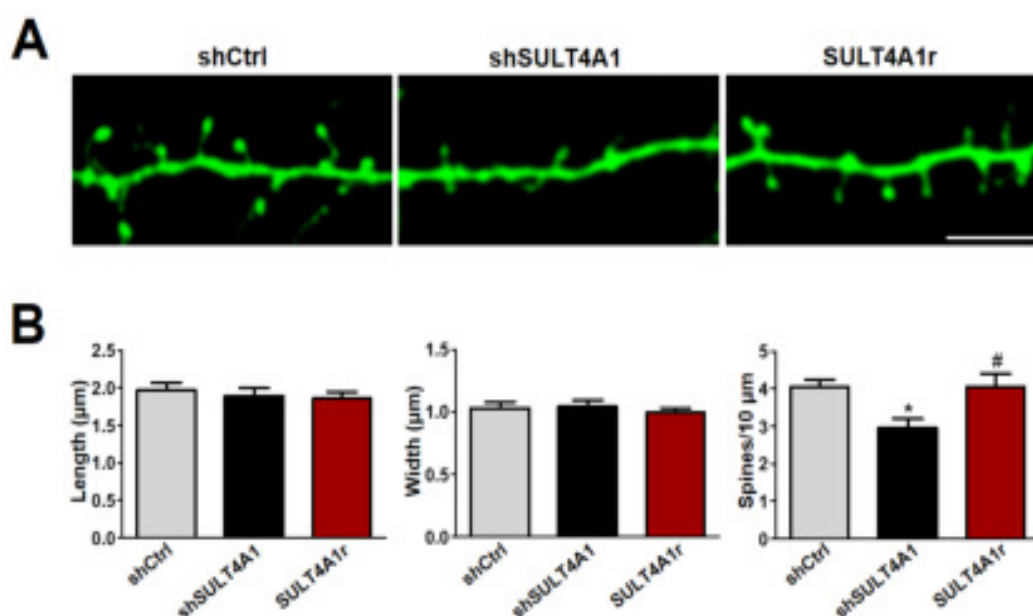 A
shCtrl shSULT4A1 SULT4A1r
B
Length (µm)
2.5
2.0
1.5
1.0
0.5
0.0
shCtrl
shSULT4A1
SULT4A1r
Width (µm)
1.5
1.0
0.5
0.0
shCtrl
shSULT4A1
SULT4A1r
Spines/10 µm
5
4
3
2
1
0
*
#
shCtrl
shSULT4A1
SULT4A1r